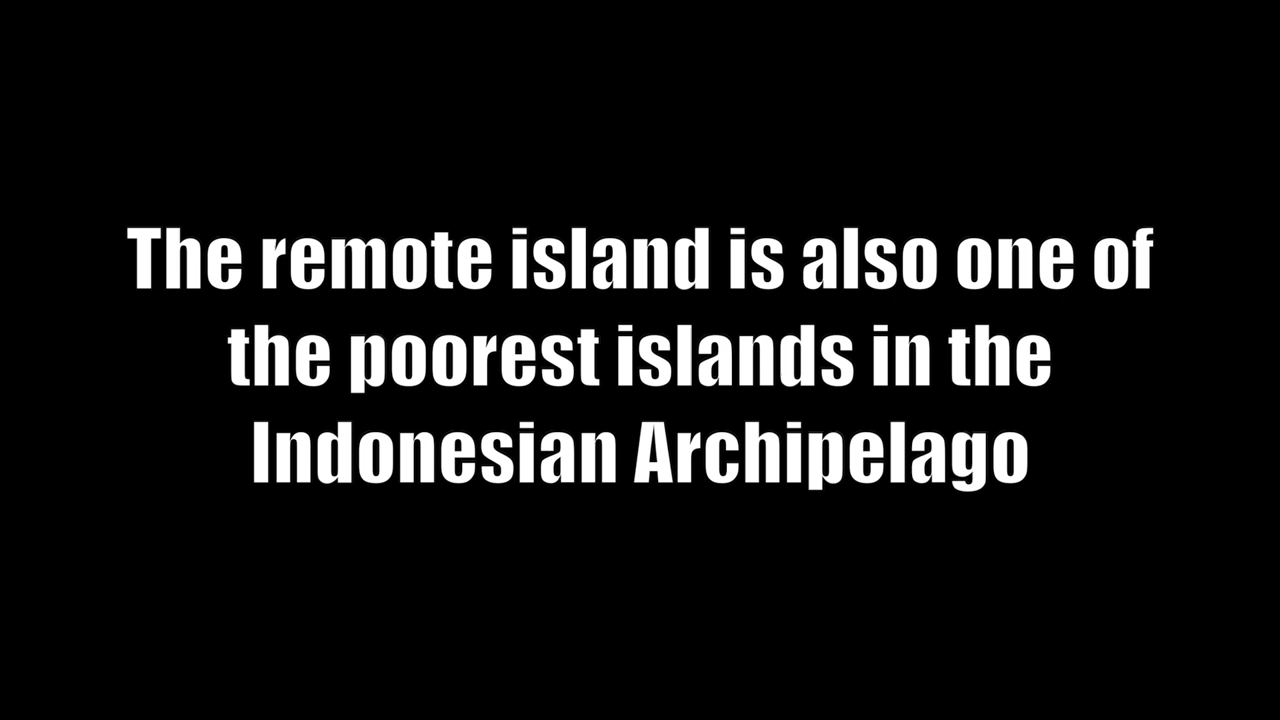 The remote island is also one of
the poorest islands in the
Indonesian Archipelago